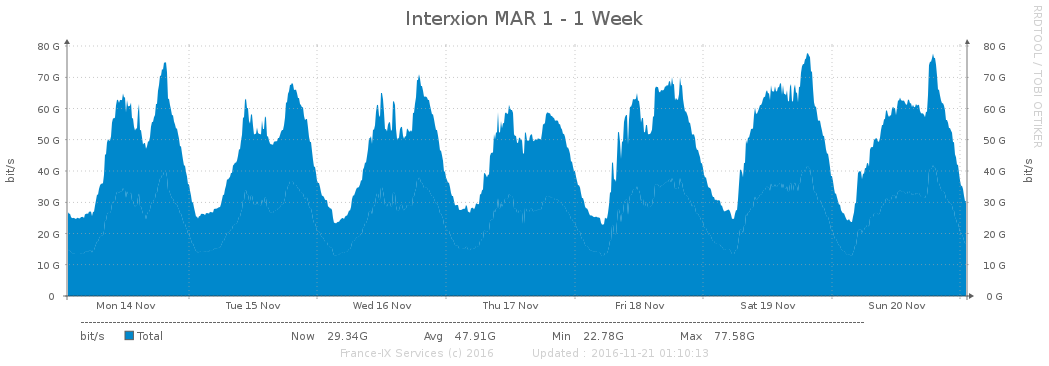 Interxion MAR 1 - 1 Week
RRDTOOL / TOBI OETIKER
bit/s
80 G 80 G
70 G 70 G
60 G 60 G
50 G 50 G
40 G 40 G
30 G 30 G
20 G 20 G
10 G 10 G
0 0 G
bit/s
Mon 14 Nov Tue 15 Nov Wed 16 Nov Thu 17 Nov Fri 18 Nov Sat 19 Nov Sun 20 Nov
bit/s Total Now 29.34G Avg 47.91G Min 22.78G Max 77.58G
France-IX Services (c) 2016 Updated : 2016-11-21 01:10:13